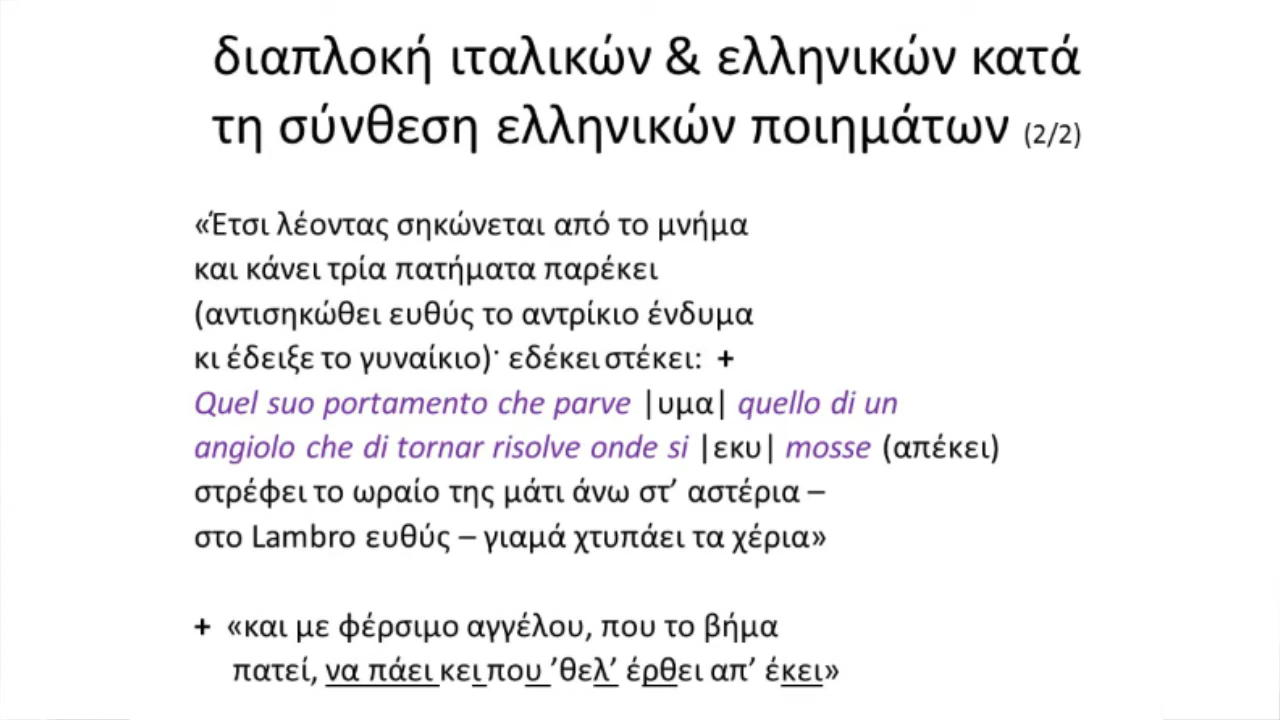 διαπλοκή ιταλικών & ελληνικών κατά
τη σύνθεση ελληνικών ποιημάτων (2/2)
«Έτσι λέοντας σηκώνεται από το μνήμα
και κάνει τρία πατήματα παρέκει
(αντισηκώθει ευθύς το αντρίκιο ένδυμα
κι έδειξε το γυναίκιο)˙ εδέκει στέκει: +
Quel suo portamento che parve |υμα| quello di un
angiolo che di tornar risolve onde si |εκυ| mosse (απέκει)
στρέφει το ωραίο της μάτι άνω στ’ αστέρια –
στο Lambro ευθύς – γιαμά χτυπάει τα χέρια»
+ «και με φέρσιμο αγγέλου, που το βήμα
πατεί, να πάει κει που ’θελ’ έρθει απ’ έκει»